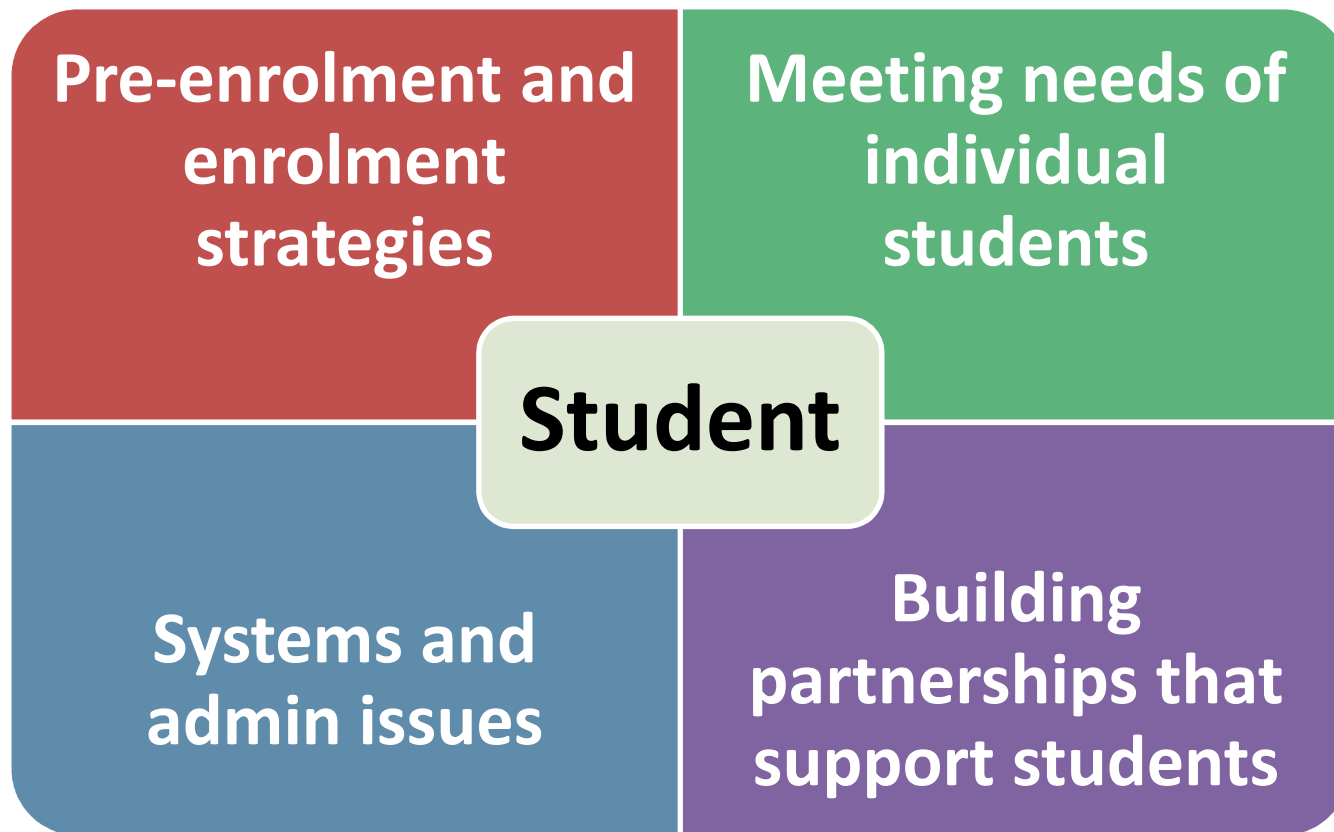 Pre-enrolment and
enrolment
strategies
Meeting needs of
individual
students
Student
Systems and
admin issues
Building
partnerships that
support students